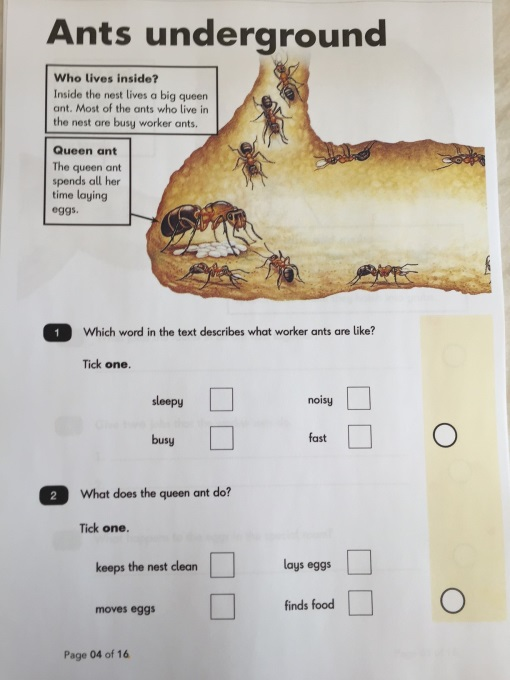 Ants underground
Who lives inside?
Inside the nest lives a big queen
ant. Most of the ants who live in
the nest are busy worker ants.
Queen ant
The queen ant
spends all her
time laying
eggs.
1 Which word in the text describes what worker ants are like?
Tick one.
sleepy noisy
busy fast
2 What does the queen ant do?
Tick one.
keeps the nest clean lays eggs
moves eggs finds food
Page 04 of 16